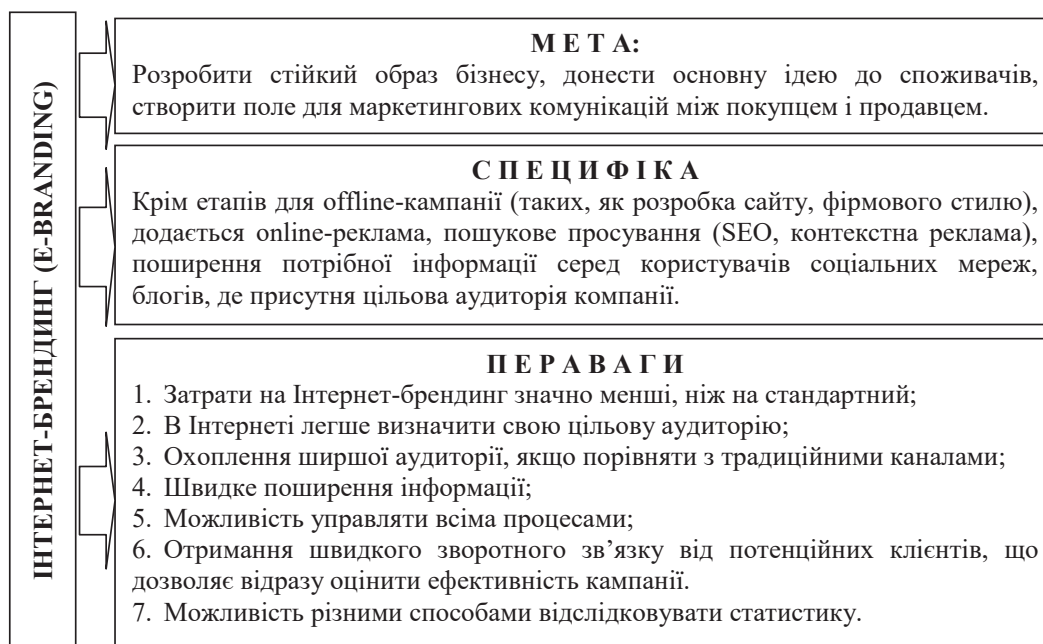 ІНТЕРНЕТ-БРЕНДИНГ (E-BRANDING)
М Е Т А:
Розробити стійкий образ бізнесу, донести основну ідею до споживачів,
створити поле для маркетингових комунікацій між покупцем і продавцем.
С П Е Ц И Ф І К А
Крім етапів для offline-кампанії (таких, як розробка сайту, фірмового стилю),
додається online-реклама, пошукове просування (SEO, контекстна реклама),
поширення потрібної інформації серед користувачів соціальних мереж,
блогів, де присутня цільова аудиторія компанії.
П Е Р А В А Г И
1. Затрати на Інтернет-брендинг значно менші, ніж на стандартний;
2. В Інтернеті легше визначити свою цільову аудиторію;
3. Охоплення ширшої аудиторії, якщо порівняти з традиційними каналами;
4. Швидке поширення інформації;
5. Можливість управляти всіма процесами;
6. Отримання швидкого зворотного зв’язку від потенційних клієнтів, що
дозволяє відразу оцінити ефективність кампанії.
7. Можливість різними способами відслідковувати статистику.